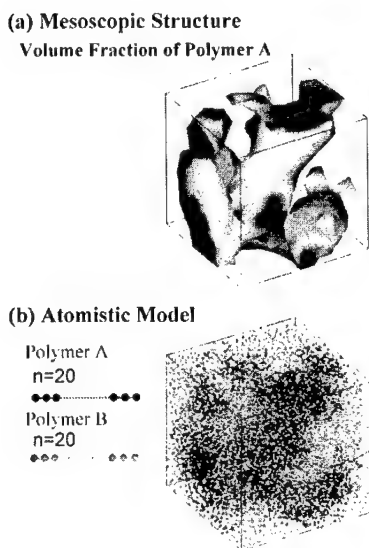 (a) Mesoscopic Structure
Volume Fraction of Polymer A
(b) Atomistic Model
Polymer A
n=20
Polymer B
n=20